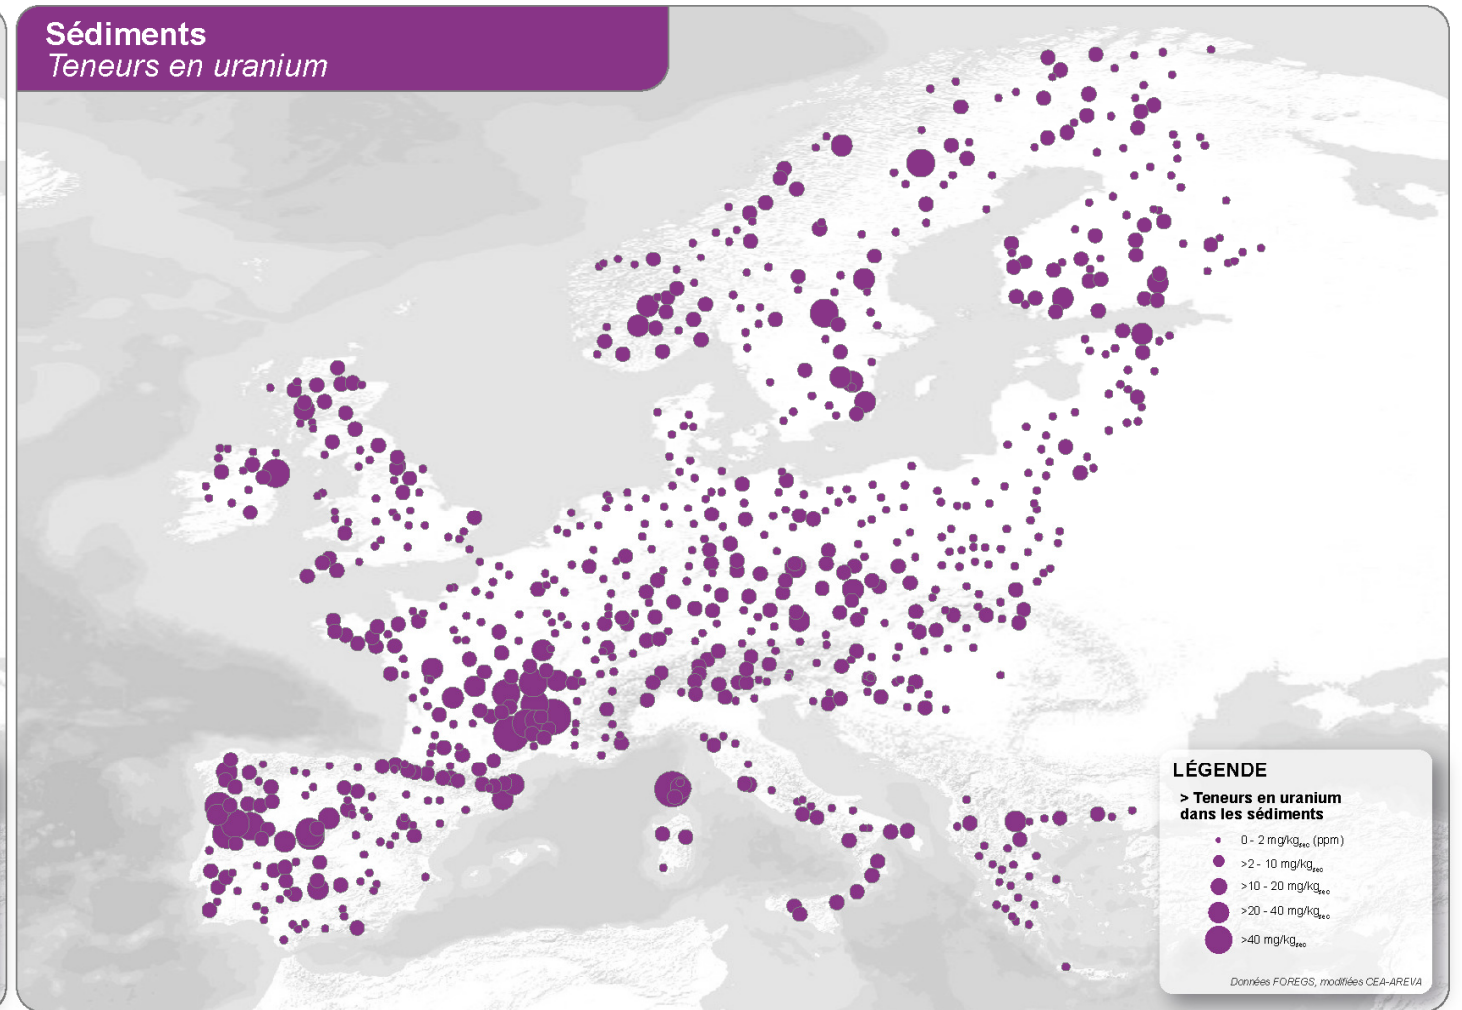 Sédiments
Teneurs en uranium
LÉGENDE
> Teneurs en uranium
dans les sédiments
0 - 2 mg/kgsec (ppm)
>2 - 10 mg/kgsec
>10 - 20 mg/kgsec
>20 - 40 mg/kgsec
>40 mg/kgsec
Données FOREGS, modifiées CEA-AREVA